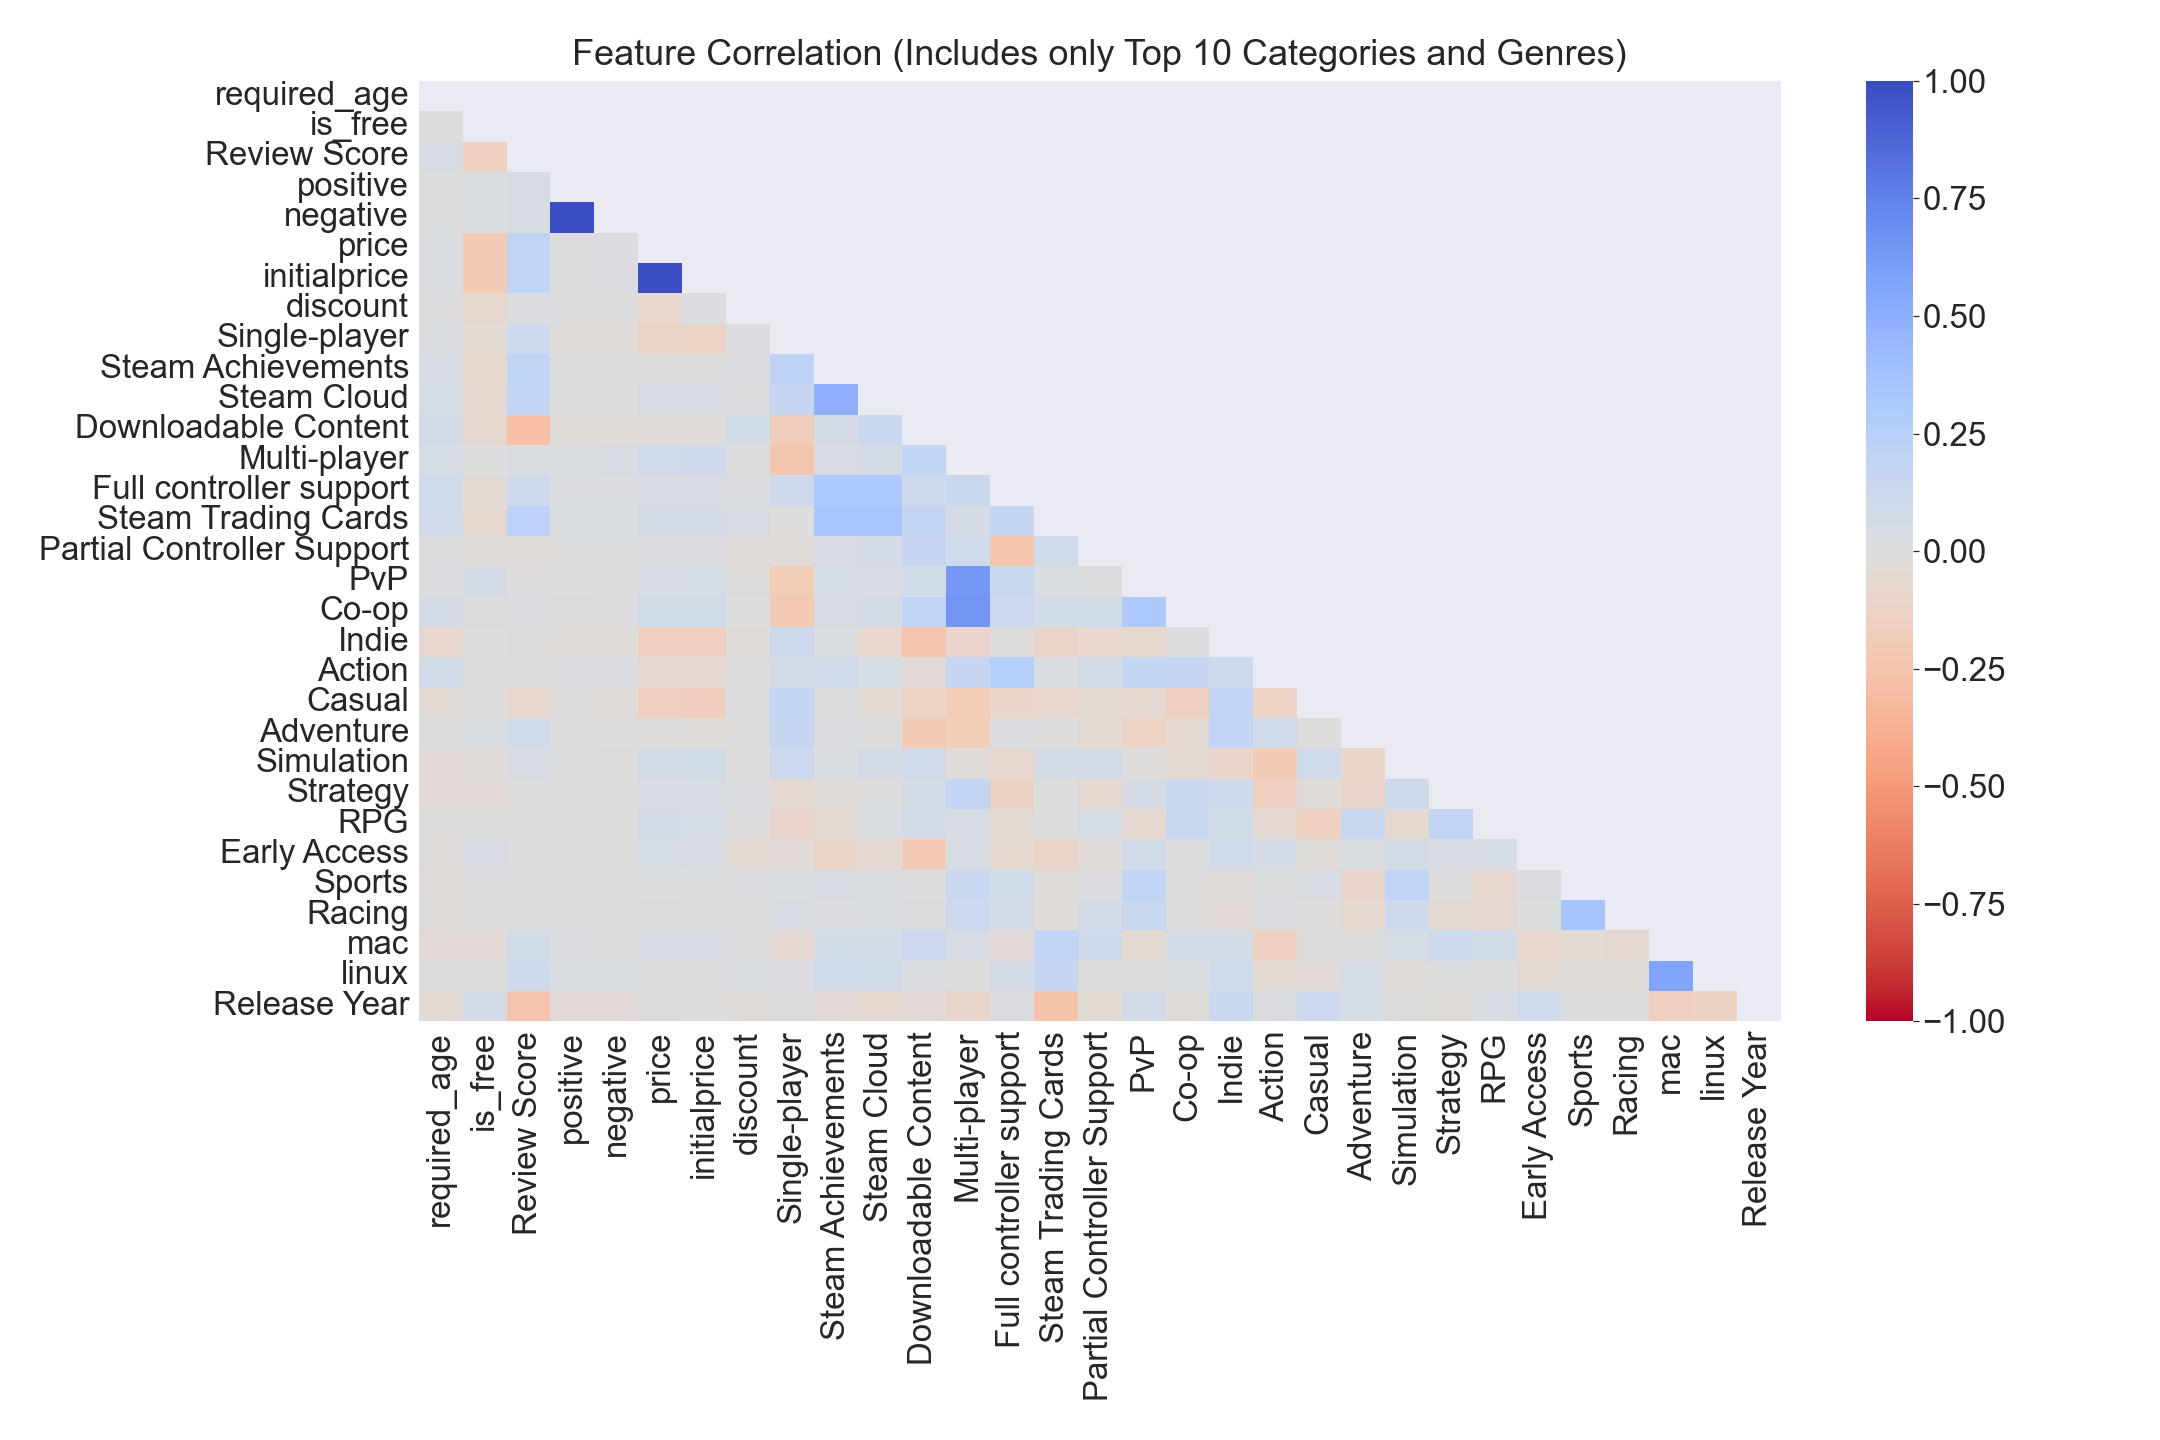 Feature Correlation (Includes only Top 10 Categories and Genres)
required_age
is_free
Review Score
positive
negative
price
initialprice
discount
Single-player
Steam Achievements
Steam Cloud
Downloadable Content
Multi-player
Full controller support
Steam Trading Cards
Partial Controller Support
PvP
Co-op
Indie
Action
Casual
Adventure
Simulation
Strategy
RPG
Early Access
Sports
Racing
mac
linux
Release Year
required_age
is_free
Review Score
positive
negative
price
initialprice
discount
Single-player
Steam Achievements
Steam Cloud
Downloadable Content
Multi-player
Full controller support
Steam Trading Cards
Partial Controller Support
PvP
Co-op
Indie
Action
Casual
Adventure
Simulation
Strategy
RPG
Early Access
Sports
Racing
mac
linux
Release Year
1.00
0.75
0.50
0.25
0.00
−0.25
−0.50
−0.75
−1.00